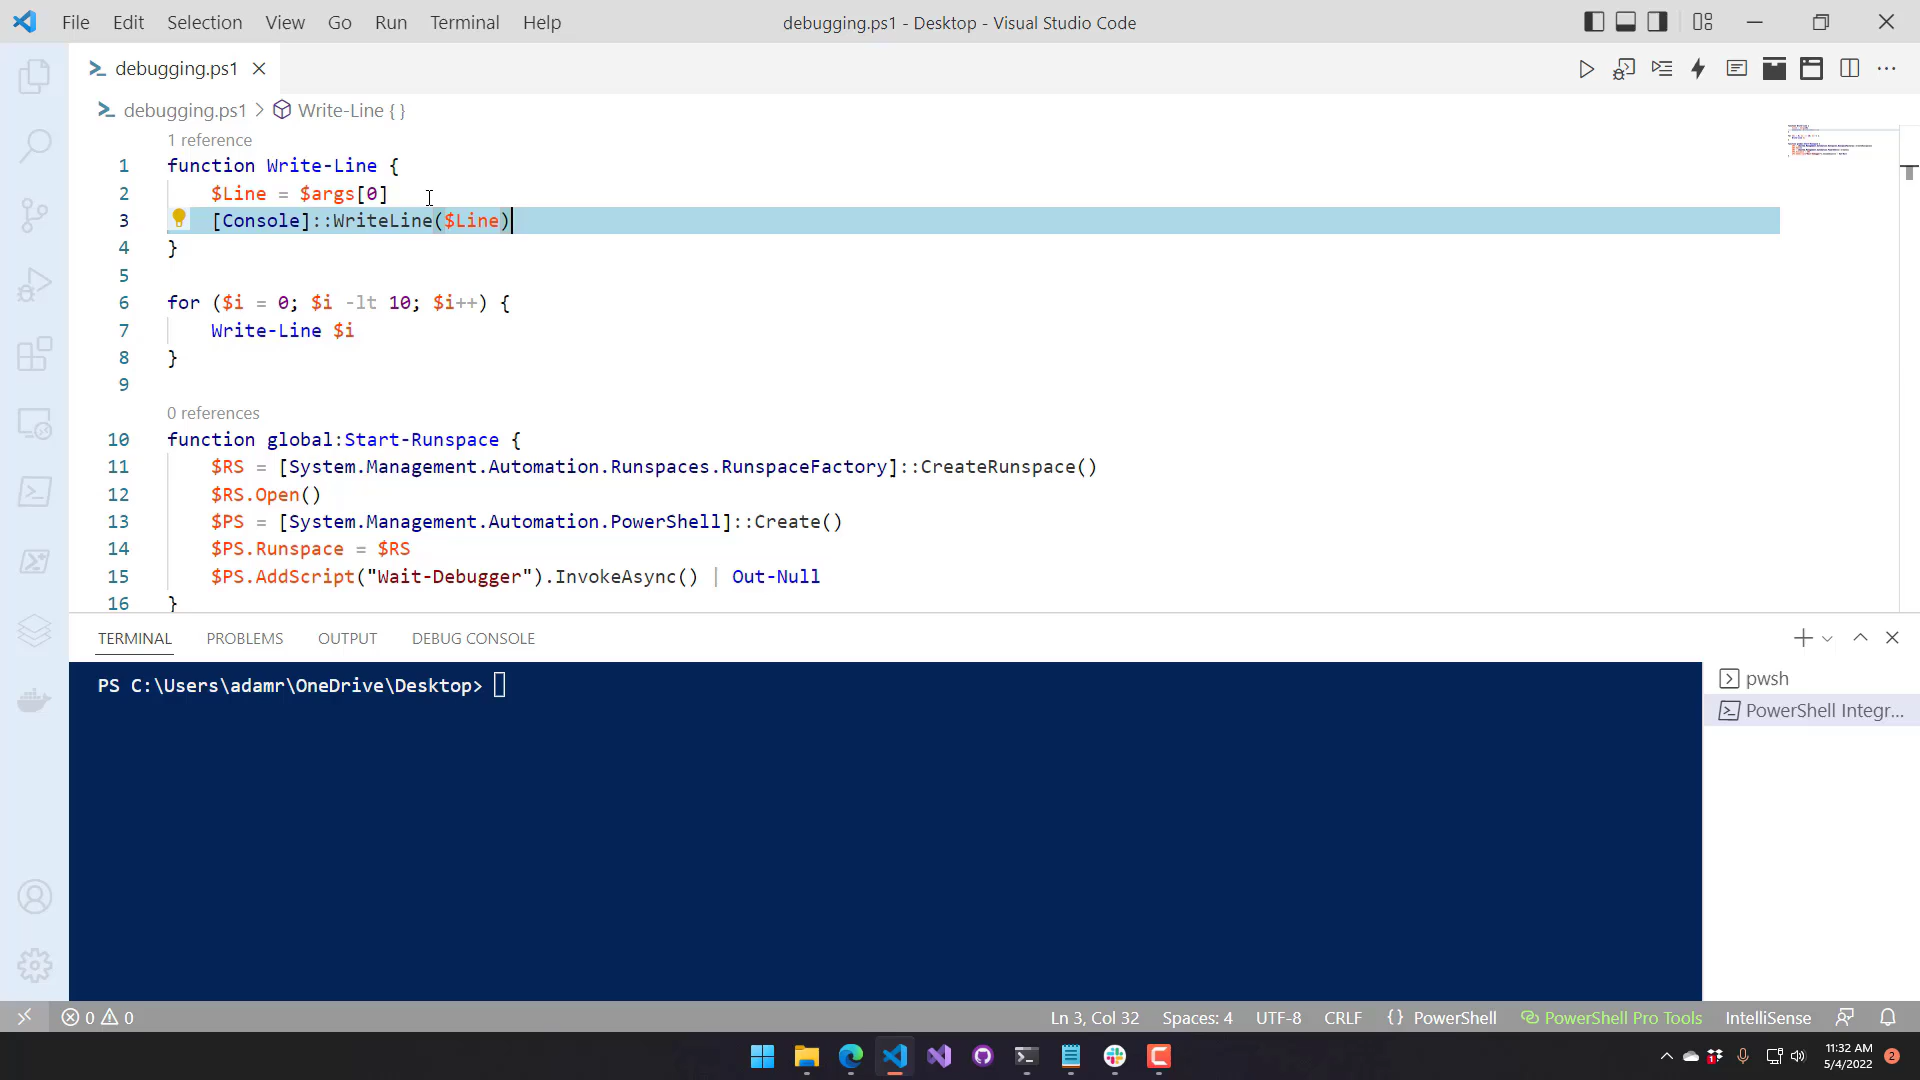 File Edit Selection View Go Run Terminal Help debugging.ps1 - Desktop - Visual Studio Code
debugging.ps1
debugging.ps1 > Write-Line { }
1 reference
1 function Write-Line {
2 $Line = $args[0]
3 [Console]::WriteLine($Line)
4 }
5
6 for ($i = 0; $i -lt 10; $i++) {
7 Write-Line $i
8 }
9
0 references
10 function global:Start-Runspace {
11 $RS = [System.Management.Automation.Runspaces.RunspaceFactory]::CreateRunspace()
12 $RS.Open()
13 $PS = [System.Management.Automation.PowerShell]::Create()
14 $PS.Runspace = $RS
15 $PS.AddScript("Wait-Debugger").InvokeAsync() | Out-Null
16 }
TERMINAL PROBLEMS OUTPUT DEBUG CONSOLE
PS C:\Users\adamr\OneDrive\Desktop>
pwsh
PowerShell Integr...
0 0 Ln 3, Col 32 Spaces: 4 UTF-8 CRLF {} PowerShell PowerShell Pro Tools IntelliSense
11:32 AM
5/4/2022
2